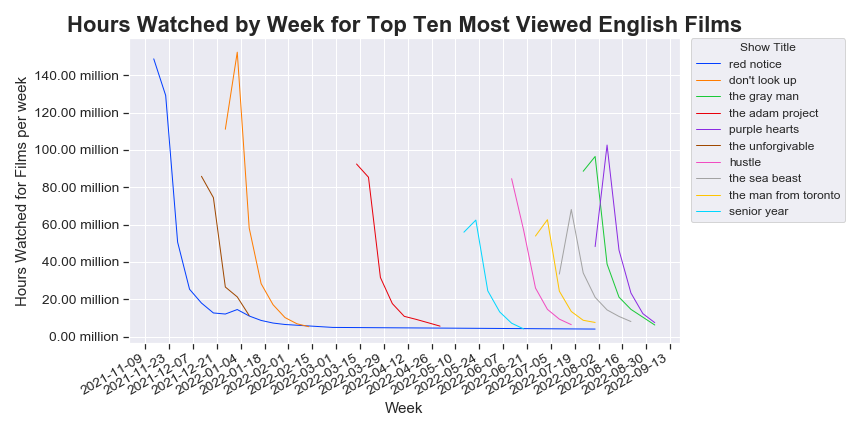 Hours Watched by Week for Top Ten Most Viewed English Films
Hours Watched for Films per week
140.00 million
120.00 million
100.00 million
80.00 million
60.00 million
40.00 million
20.00 million
0.00 million
2021-11-09
2021-11-23
2021-12-07
2021-12-21
2022-01-04
2022-01-18
2022-02-01
2022-02-15
2022-03-01
2022-03-15
2022-03-29
2022-04-12
2022-04-26
2022-05-10
2022-05-24
2022-06-07
2022-06-21
2022-07-05
2022-07-19
2022-08-02
2022-08-16
2022-08-30
2022-09-13
Week
Show Title
red notice
don't look up
the gray man
the adam project
purple hearts
the unforgivable
hustle
the sea beast
the man from toronto
senior year